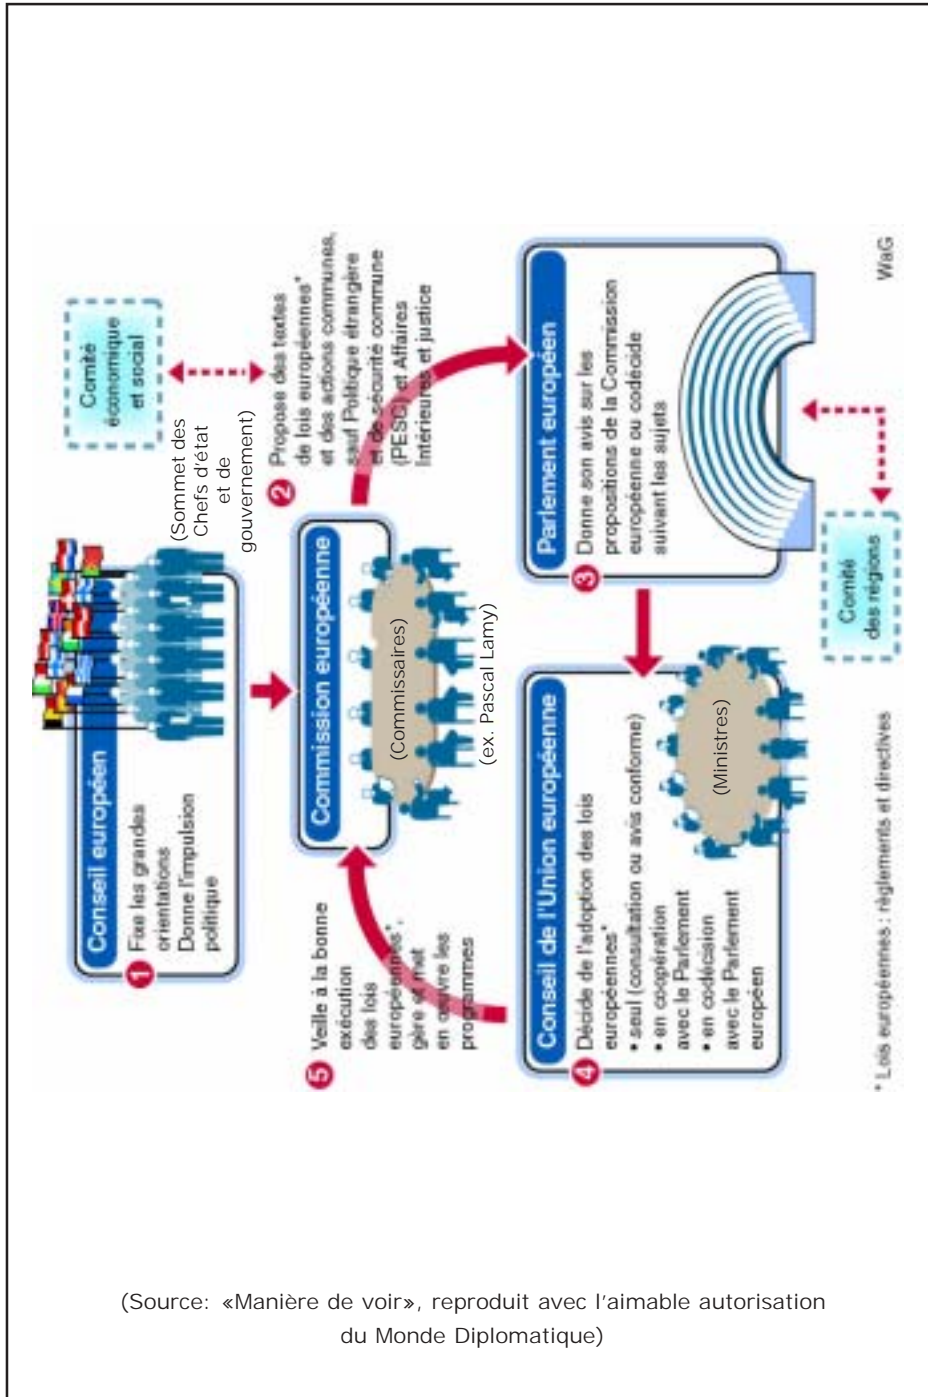 Conseil européen
1
Fixe les grandes
orientations
Donne l'impulsion
politique
(Sommet des
Chefs d'état
et de
gouvernement)
Comité
économique
et social
Commission européenne
(Commissaires)
(ex. Pascal Lamy)
2
Propose des textes
de lois européennes*
et des actions communes,
sauf Politique étrangère
et de sécurité commune
(PESC) et Affaires
Intérieures et justice
Parlement européen
3
Donne son avis sur les
propositions de la Commission
européenne ou codécide
suivant les sujets
Comité
des régions
Conseil de l'Union européenne
4
Décide de l'adoption des lois
européennes*
• seul (consultation ou avis conforme)
• en coopération
avec le Parlement
• en codécision
avec le Parlement
européen
(Ministres)
5
Veille à la bonne
exécution
des lois
européennes*,
gère et met
en œuvre les
programmes
* Lois européennes : règlements et directives
WaG
(Source: «Manière de voir», reproduit avec l'aimable autorisation
du Monde Diplomatique)